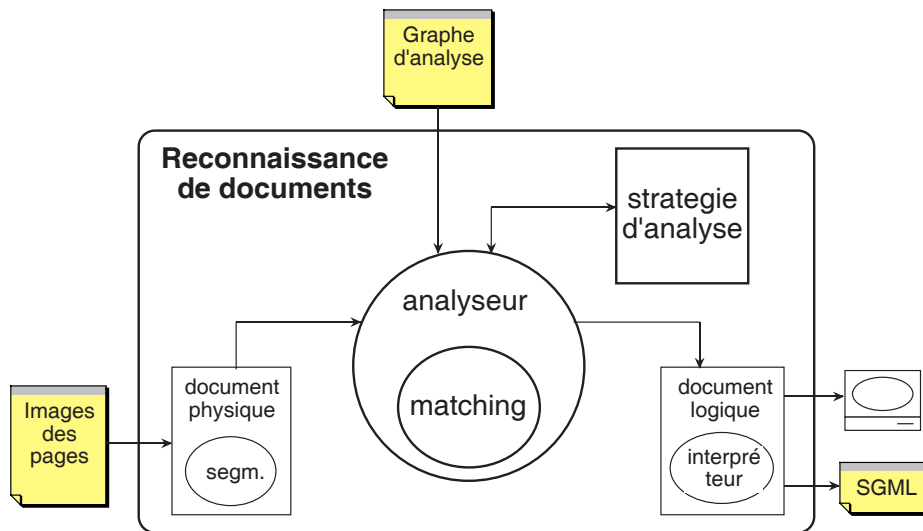 Graphe
d'analyse
Reconnaissance
de documents
strategie
d'analyse
analyseur
matching
document
physique
segm.
Images
des
pages
document
logique
interpré
teur
SGML